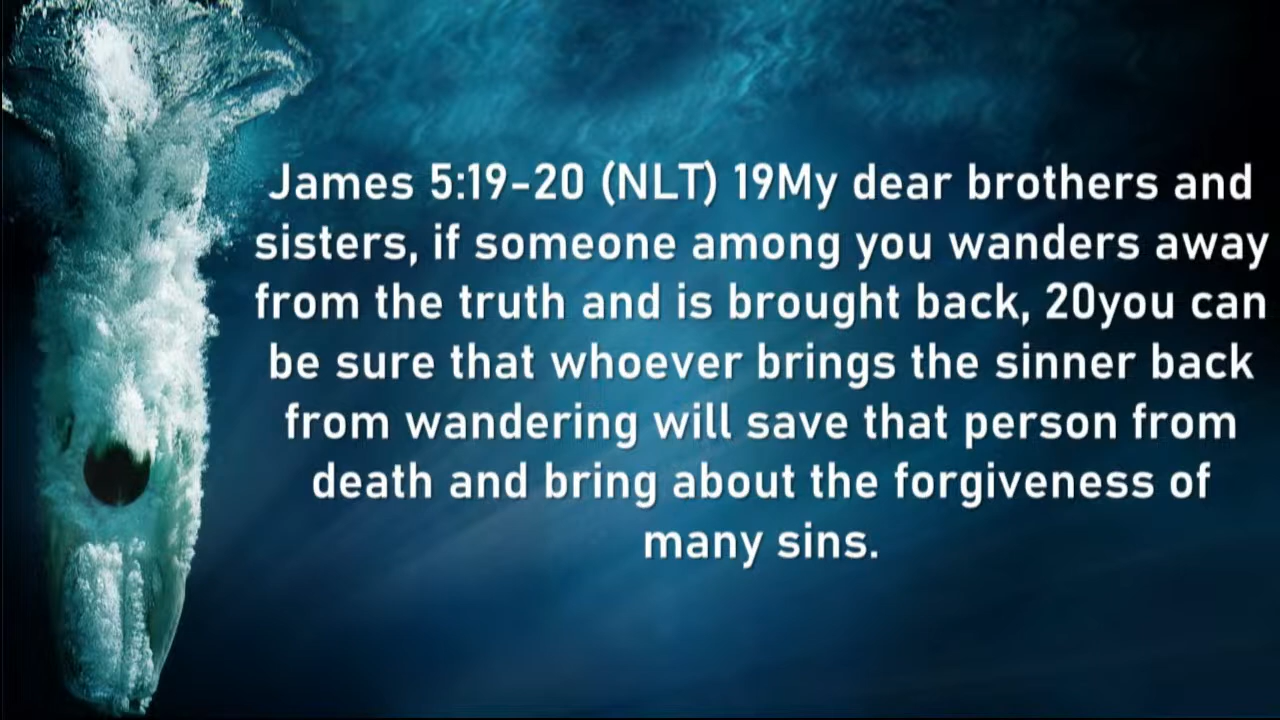 James 5:19-20 (NLT) 19My dear brothers and
sisters, if someone among you wanders away
from the truth and is brought back, 20you can
be sure that whoever brings the sinner back
from wandering will save that person from
death and bring about the forgiveness of
many sins.